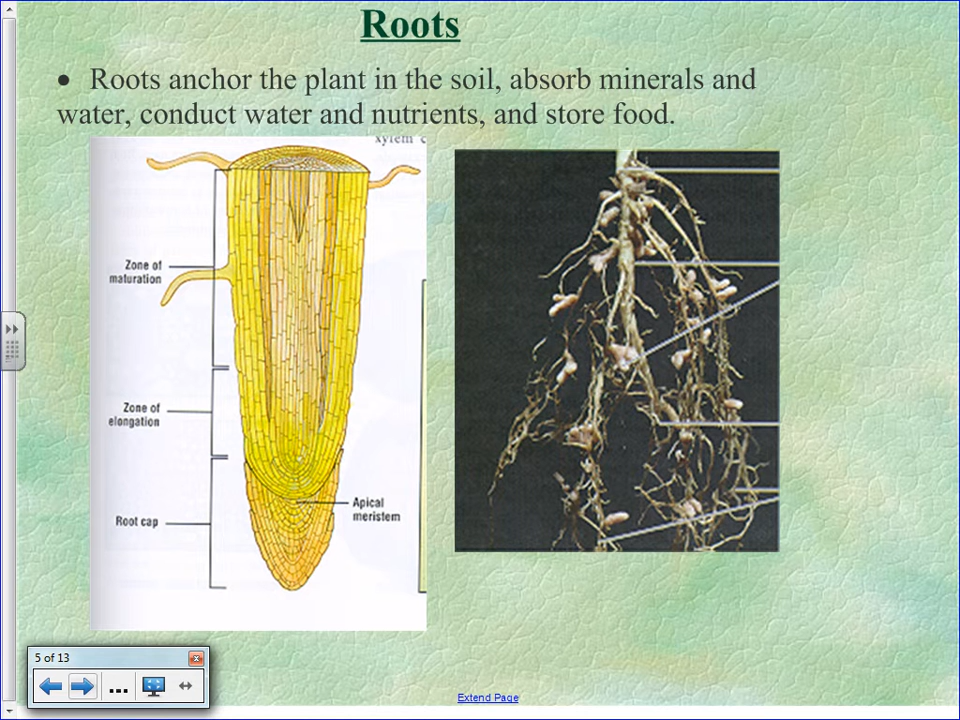 Roots
• Roots anchor the plant in the soil, absorb minerals and
water, conduct water and nutrients, and store food.
xylem
Zone of
maturation
Zone of
elongation
Root cap
Apical
meristem
5 of 13
Extend Page